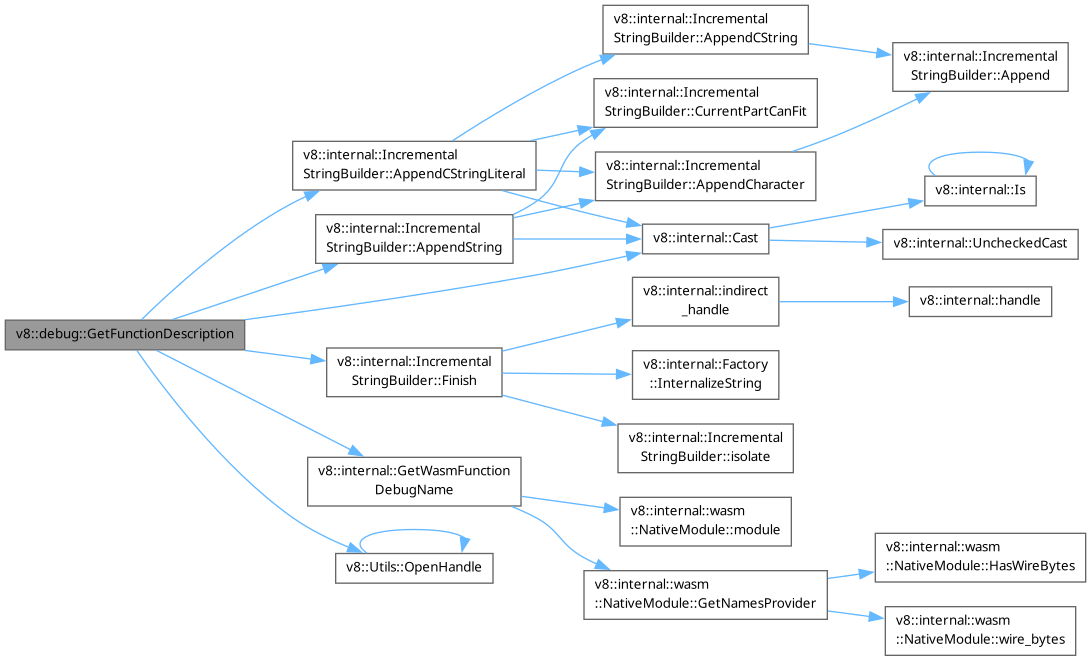 v8::internal::Incremental
StringBuilder::AppendCString
v8::internal::Incremental
StringBuilder::Append
v8::internal::Incremental
StringBuilder::CurrentPartCanFit
v8::internal::Incremental
StringBuilder::AppendCStringLiteral
v8::internal::Incremental
StringBuilder::AppendCharacter
v8::internal::Is
v8::internal::Incremental
StringBuilder::AppendString
v8::internal::Cast
v8::internal::UncheckedCast
v8::internal::indirect
_handle
v8::internal::handle
v8::debug::GetFunctionDescription
v8::internal::Incremental
StringBuilder::Finish
v8::internal::Factory
::InternalizeString
v8::internal::Incremental
StringBuilder::isolate
v8::internal::GetWasmFunction
DebugName
v8::internal::wasm
::NativeModule::module
v8::Utils::OpenHandle
v8::internal::wasm
::NativeModule::HasWireBytes
v8::internal::wasm
::NativeModule::GetNamesProvider
v8::internal::wasm
::NativeModule::wire_bytes